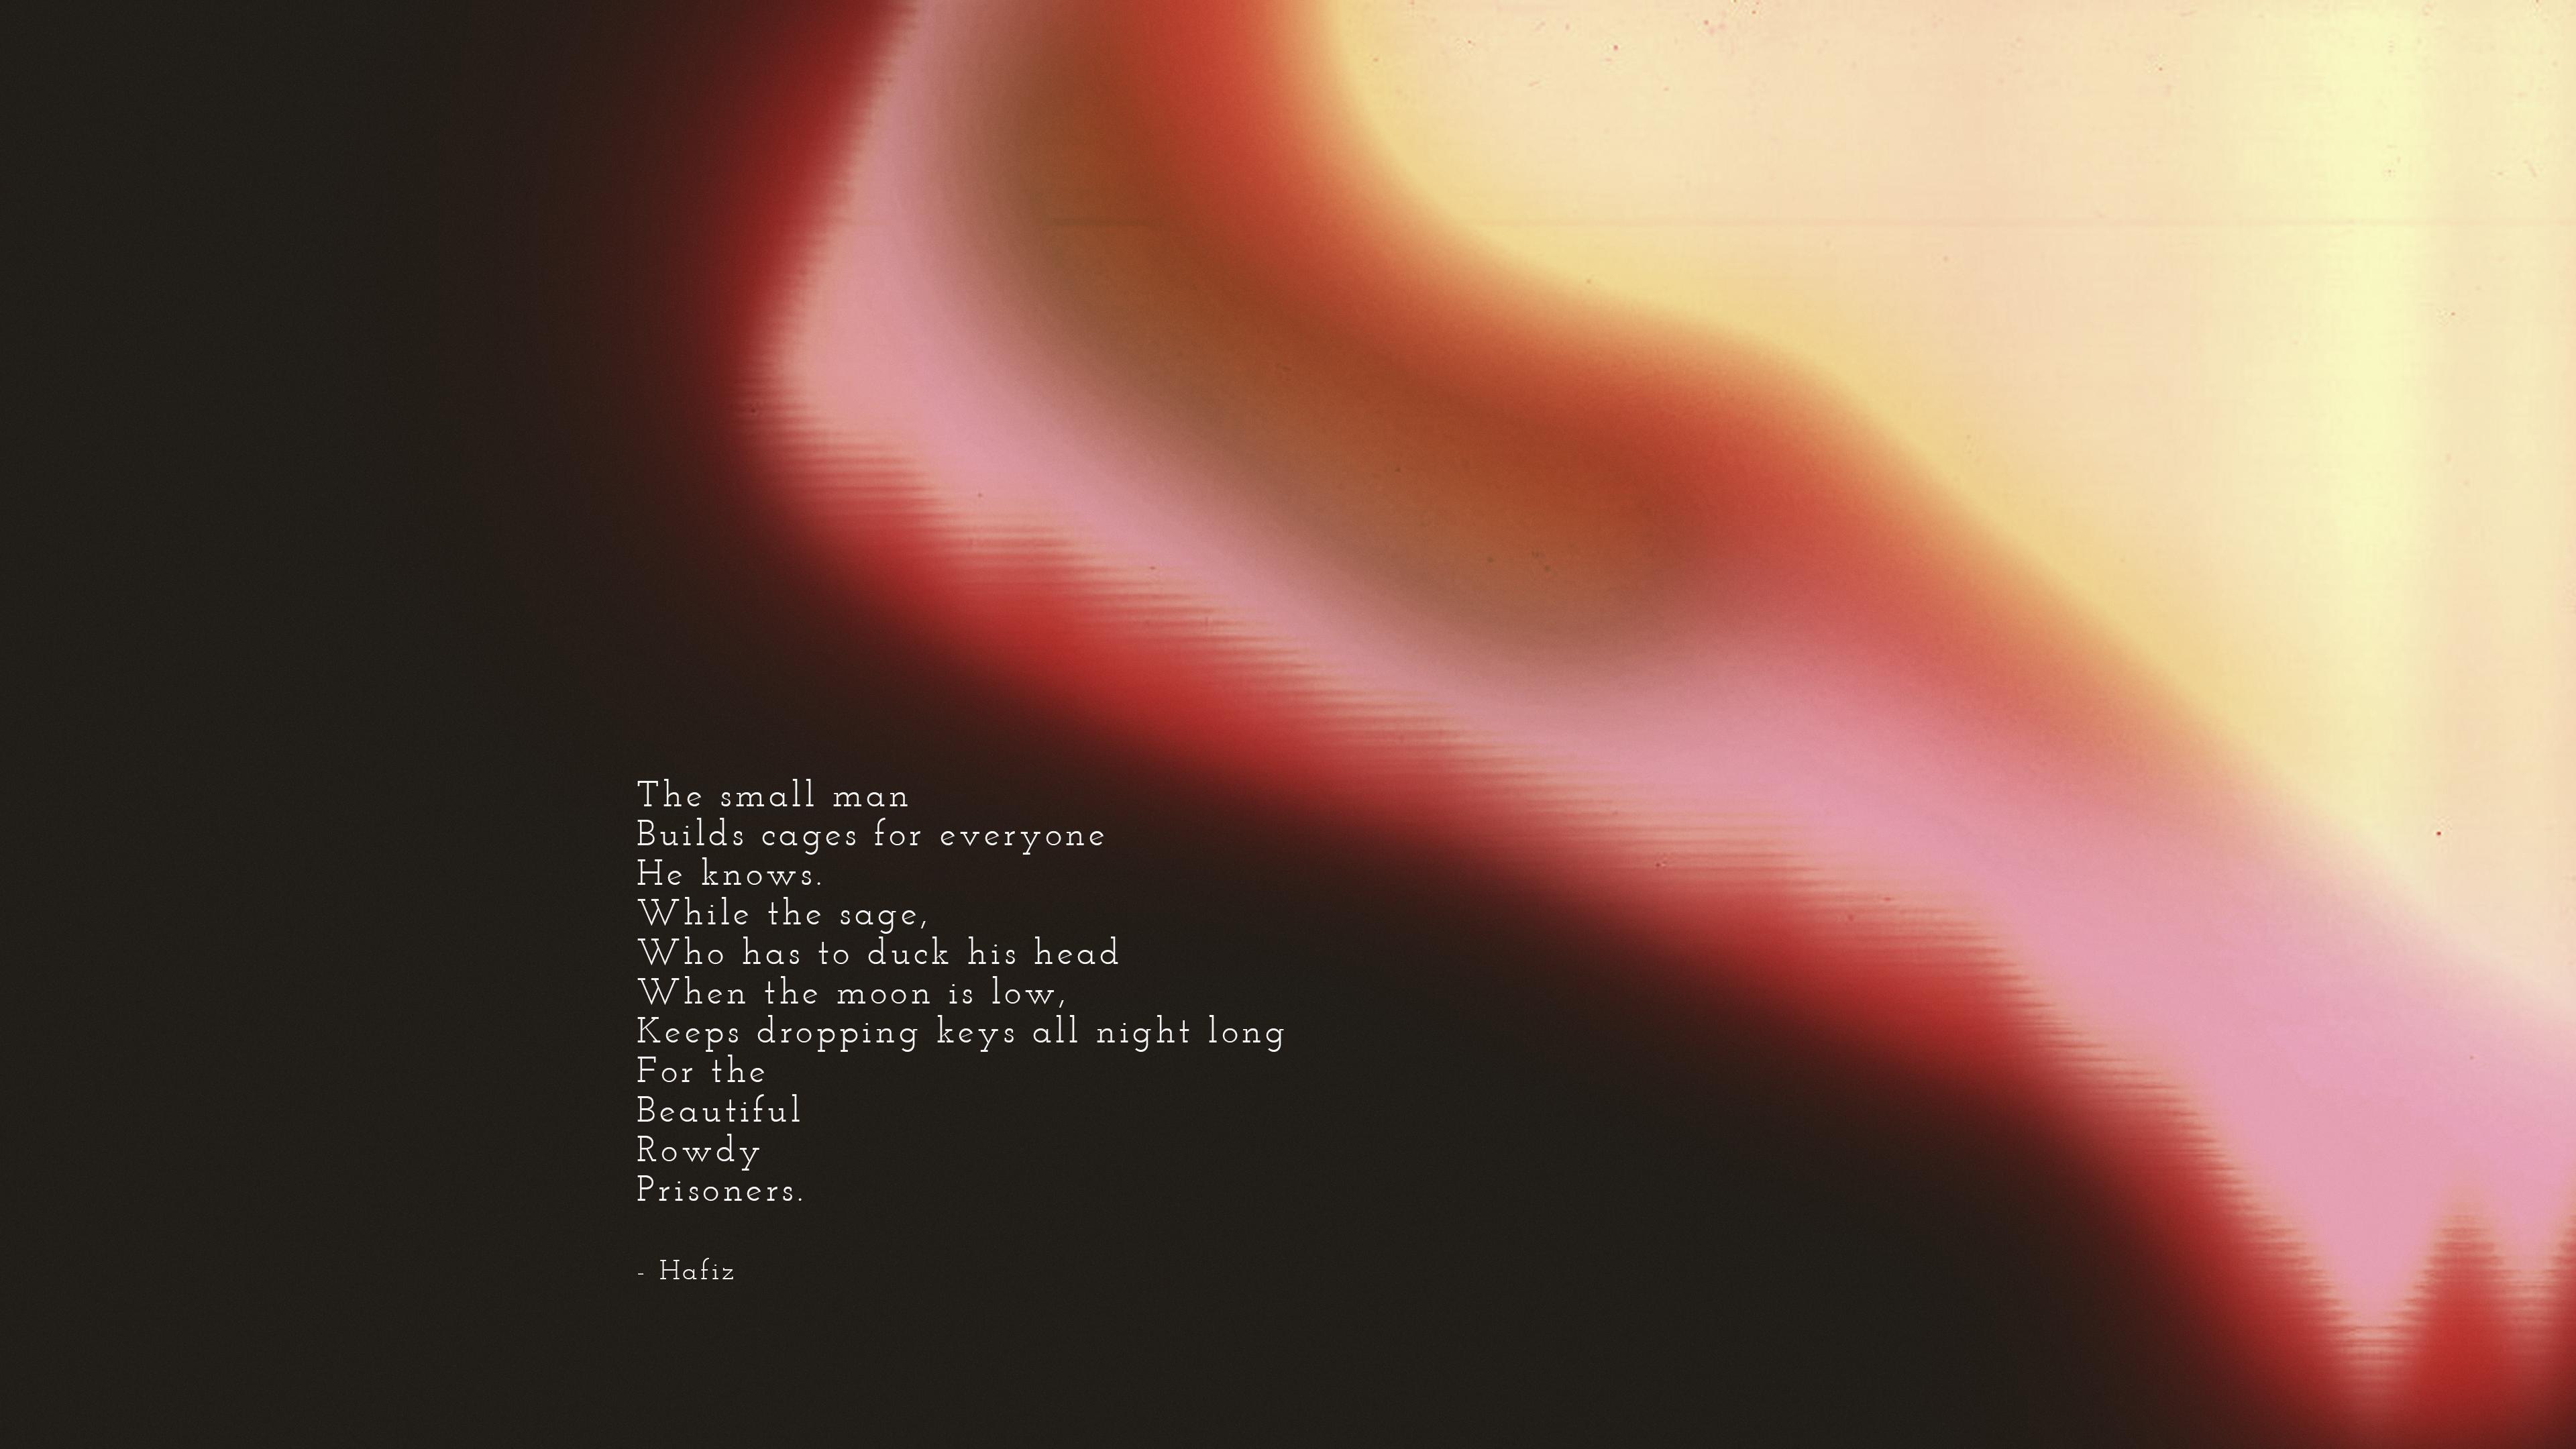 The small man
Builds cages for everyone
He knows.
While the sage,
Who has to duck his head
When the moon is low,
Keeps dropping keys all night long
For the
Beautiful
Rowdy
Prisoners.
- Hafiz